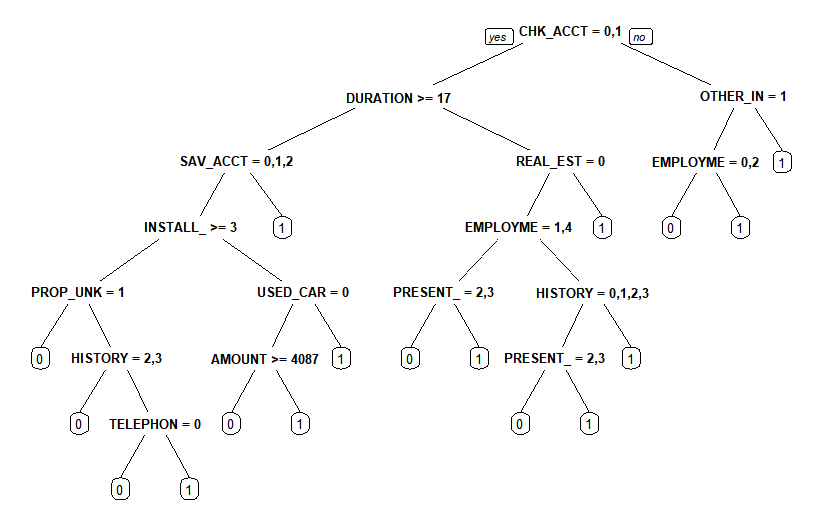 yes CHK_ACCT = 0,1 no
DURATION >= 17 OTHER_IN = 1
SAV_ACCT = 0,1,2 REAL_EST = 0 EMPLOYME = 0,2 1
INSTALL_ >= 3 1 EMPLOYME = 1,4 1 0 1
PROP_UNK = 1 USED_CAR = 0 PRESENT_ = 2,3 HISTORY = 0,1,2,3
0 HISTORY = 2,3 AMOUNT >= 4087 1 0 1 PRESENT_ = 2,3 1
0 TELEPHON = 0 0 1 0 1
0 1